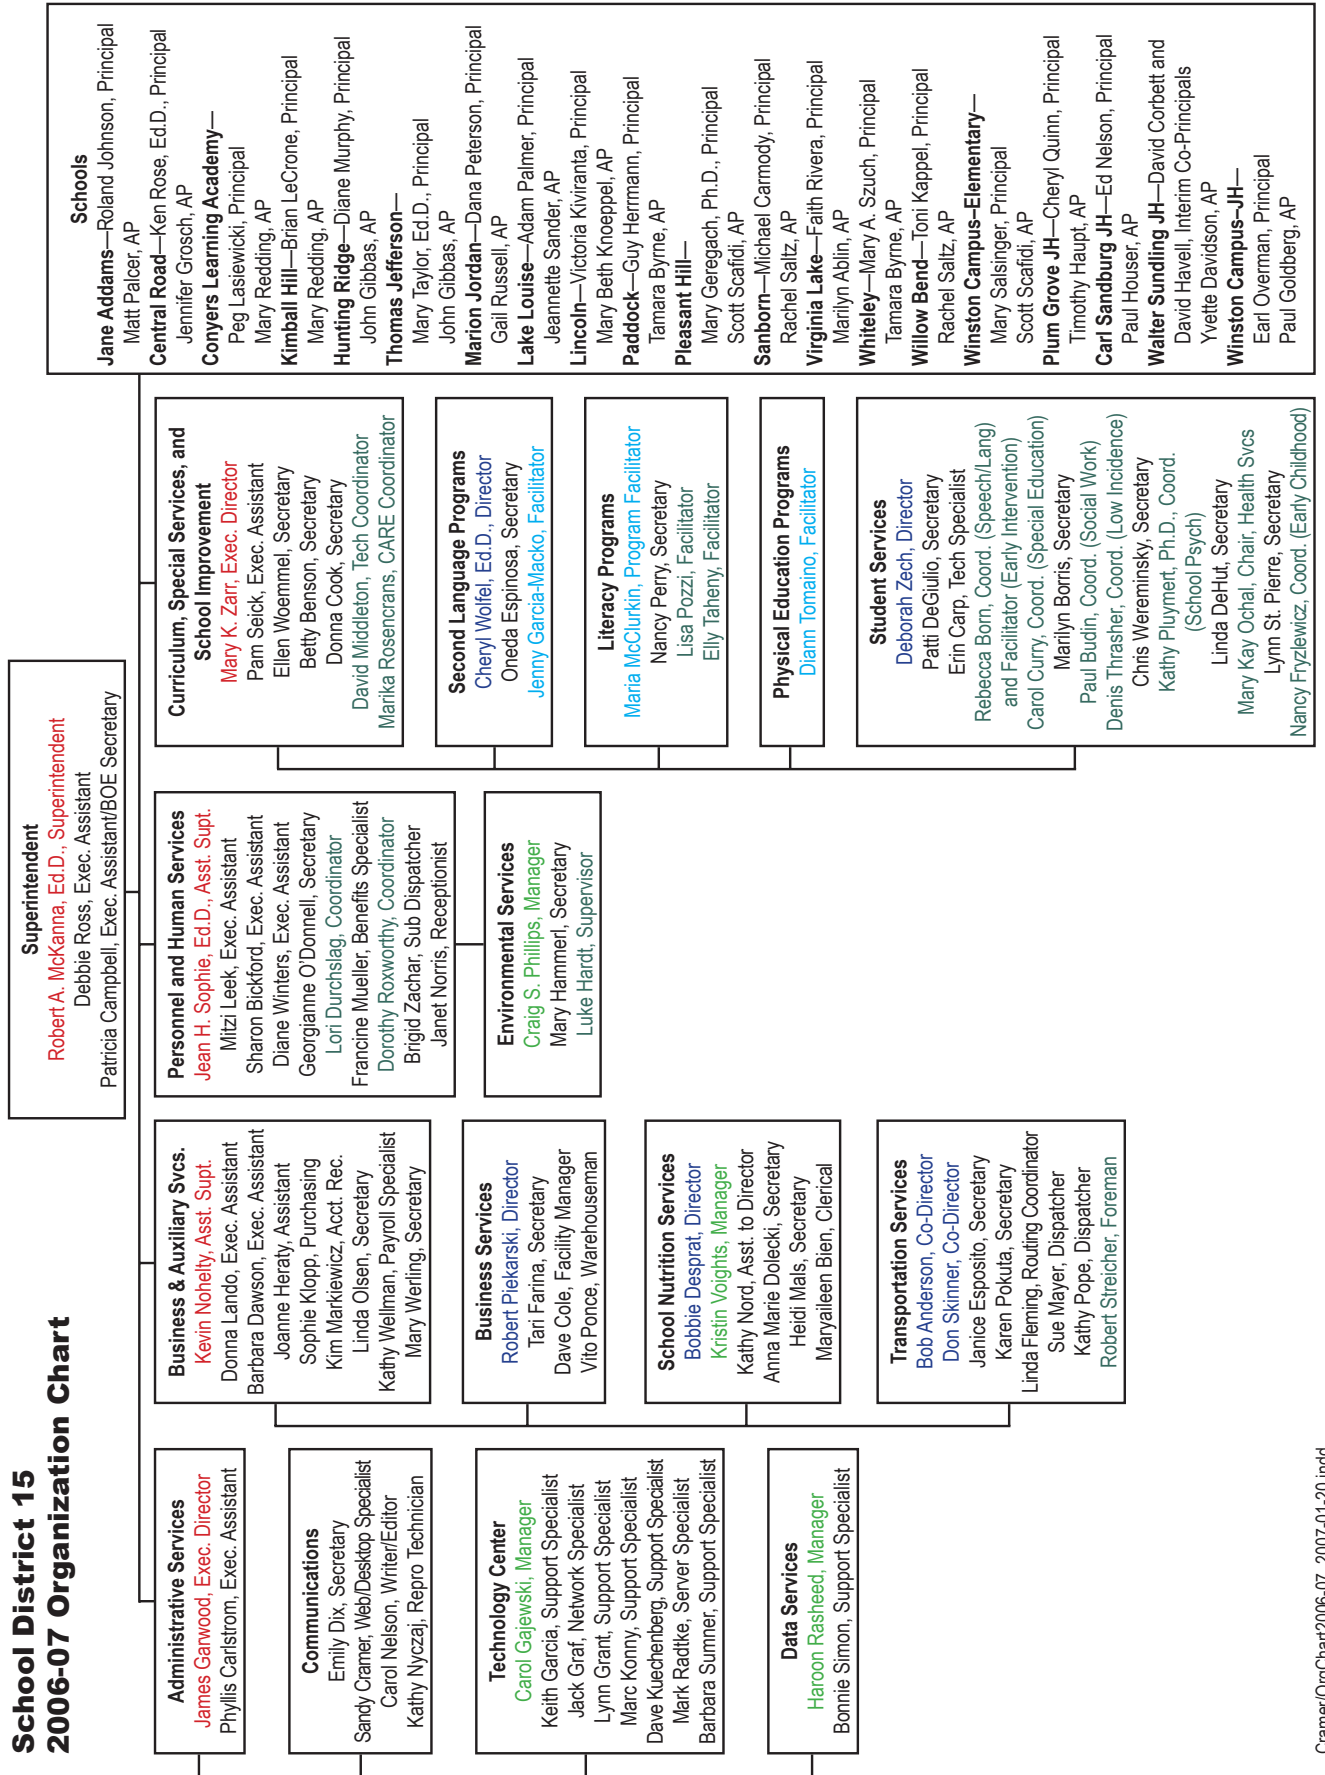 School District 15
2006-07 Organization Chart
Superintendent
Robert A. McKanna, Ed.D., Superintendent
Debbie Ross, Exec. Assistant
Patricia Campbell, Exec. Assistant/BOE Secretary
Administrative Services
James Garwood, Exec. Director
Phyllis Carlstrom, Exec. Assistant
Communications
Emily Dix, Secretary
Sandy Cramer, Web/Desktop Specialist
Carol Nelson, Writer/Editor
Kathy Nyczaj, Repro Technician
Technology Center
Carol Gajewski, Manager
Keith Garcia, Support Specialist
Jack Graf, Network Specialist
Lynn Grant, Support Specialist
Marc Konny, Support Specialist
Dave Kuechenberg, Support Specialist
Mark Radtke, Server Specialist
Barbara Sumner, Support Specialist
Data Services
Haroon Rasheed, Manager
Bonnie Simon, Support Specialist
Business & Auxiliary Svcs.
Kevin Nohelty, Asst. Supt.
Donna Lando, Exec. Assistant
Barbara Dawson, Exec. Assistant
Joanne Heraty, Assistant
Sophie Klopp, Purchasing
Kim Markiewicz, Acct. Rec.
Linda Olsen, Secretary
Kathy Wellman, Payroll Specialist
Mary Werling, Secretary
Business Services
Robert Piekarski, Director
Tari Farina, Secretary
Dave Cole, Facility Manager
Vito Ponce, Warehouseman
School Nutrition Services
Bobbie Desprat, Director
Kristin Voights, Manager
Kathy Nord, Asst. to Director
Anna Marie Dolecki, Secretary
Heidi Mals, Secretary
Maryaileen Bien, Clerical
Transportation Services
Bob Anderson, Co-Director
Don Skinner, Co-Director
Janice Esposito, Secretary
Karen Pokuta, Secretary
Linda Fleming, Routing Coordinator
Sue Mayer, Dispatcher
Kathy Pope, Dispatcher
Robert Streicher, Foreman
Personnel and Human Services
Jean H. Sophie, Ed.D., Asst. Supt.
Mitzi Leek, Exec. Assistant
Sharon Bickford, Exec. Assistant
Diane Winters, Exec. Assistant
Georgianne O'Donnell, Secretary
Lori Durchslag, Coordinator
Francine Mueller, Benefits Specialist
Dorothy Roxworthy, Coordinator
Brigid Zachar, Sub Dispatcher
Janet Norris, Receptionist
Environmental Services
Craig S. Phillips, Manager
Mary Hammerl, Secretary
Luke Hardt, Supervisor
Curriculum, Special Services, and
School Improvement
Mary K. Zarr, Exec. Director
Pam Seick, Exec. Assistant
Ellen Woemmel, Secretary
Betty Benson, Secretary
Donna Cook, Secretary
David Middleton, Tech Coordinator
Marika Rosencrans, CARE Coordinator
Second Language Programs
Cheryl Wolfel, Ed.D., Director
Oneda Espinosa, Secretary
Jenny Garcia-Macko, Facilitator
Literacy Programs
Maria McClurkin, Program Facilitator
Nancy Perry, Secretary
Lisa Pozzi, Facilitator
Elly Taheny, Facilitator
Physical Education Programs
Diann Tomaino, Facilitator
Student Services
Deborah Zech, Director
Patti DeGiulio, Secretary
Erin Carp, Tech Specialist
Rebecca Born, Coord. (Speech/Lang)
and Facilitator (Early Intervention)
Carol Curry, Coord. (Special Education)
Marilyn Borris, Secretary
Paul Budin, Coord. (Social Work)
Denis Thrasher, Coord. (Low Incidence)
Chris Wereminsky, Secretary
Kathy Pluymert, Ph.D., Coord.
(School Psych)
Linda DeHut, Secretary
Mary Kay Ochal, Chair, Health Svcs
Lynn St. Pierre, Secretary
Nancy Fryzlewicz, Coord. (Early Childhood)
Schools
Jane Addams—Roland Johnson, Principal
Matt Palcer, AP
Central Road—Ken Rose, Ed.D., Principal
Jennifer Grosch, AP
Conyers Learning Academy—
Peg Lasiewicki, Principal
Mary Redding, AP
Kimball Hill—Brian LeCrone, Principal
Mary Redding, AP
Hunting Ridge—Diane Murphy, Principal
John Gibbas, AP
Thomas Jefferson—
Mary Taylor, Ed.D., Principal
John Gibbas, AP
Marion Jordan—Dana Peterson, Principal
Gail Russell, AP
Lake Louise—Adam Palmer, Principal
Jeannette Sander, AP
Lincoln—Victoria Kiviranta, Principal
Mary Beth Knoeppel, AP
Paddock—Guy Herrmann, Principal
Tamara Byrne, AP
Pleasant Hill—
Mary Geregach, Ph.D., Principal
Scott Scafidi, AP
Sanborn—Michael Carmody, Principal
Rachel Saltz, AP
Virginia Lake—Faith Rivera, Principal
Marilyn Ablin, AP
Whiteley—Mary A. Szuch, Principal
Tamara Byrne, AP
Willow Bend—Toni Kappel, Principal
Rachel Saltz, AP
Winston Campus–Elementary—
Mary Salsinger, Principal
Scott Scafidi, AP
Plum Grove JH—Cheryl Quinn, Principal
Timothy Haupt, AP
Carl Sandburg JH—Ed Nelson, Principal
Paul Houser, AP
Walter Sundling JH—David Corbett and
David Havell, Interim Co-Principals
Yvette Davidson, AP
Winston Campus-JH—
Earl Overman, Principal
Paul Goldberg, AP
Cramer/OrgChart2006-07_2007-01-20.indd